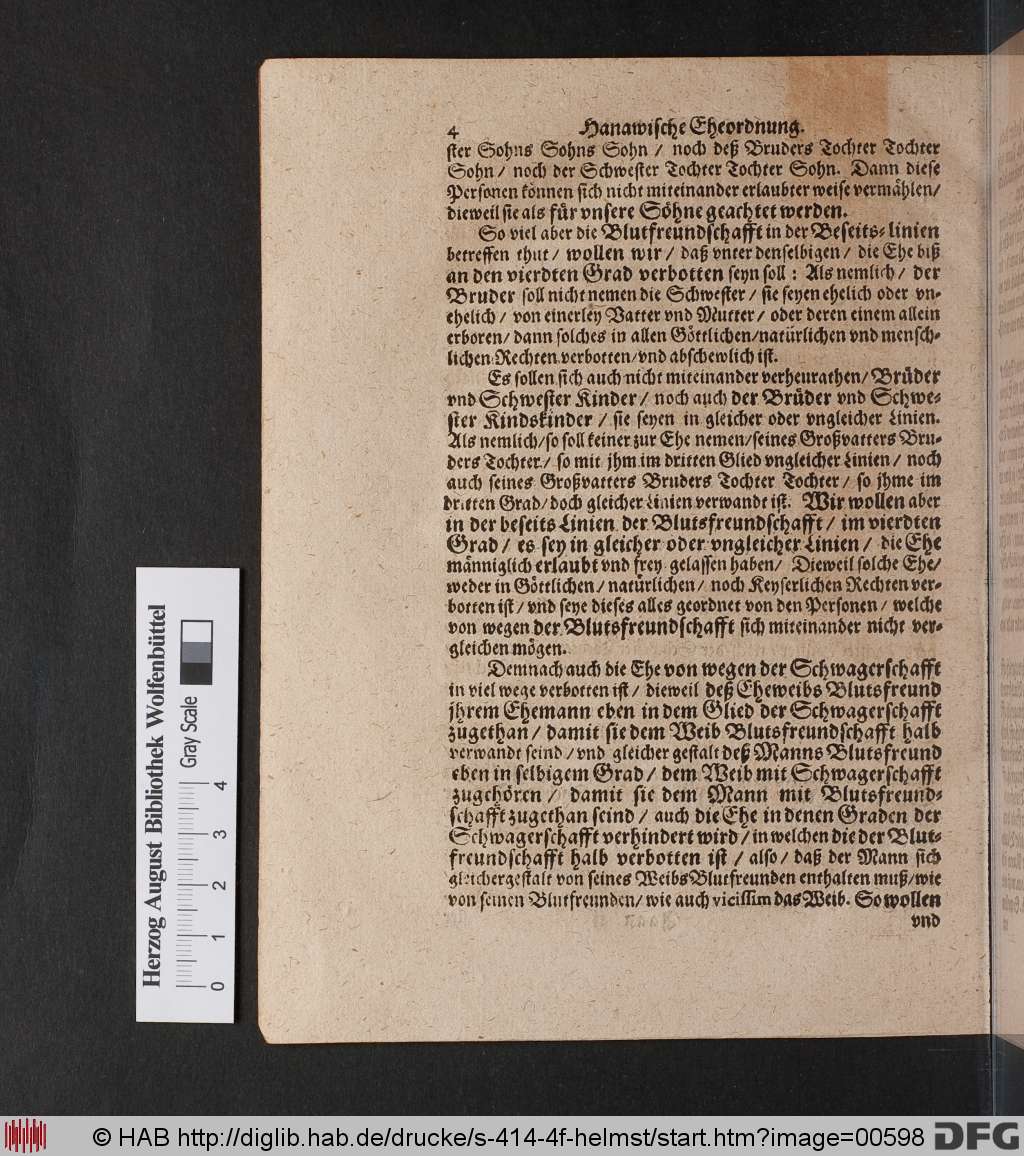 4 Hanawische Eheordnung.
ster Sohns Sohns Sohn / noch deß Bruders Tochter Tochter
Sohn / noch der Schwester Tochter Tochter Sohn. Dann diese
Personen können sich nicht miteinander erlaubter weise vermählen/
dieweil sie als für vnsere Söhne geachtet werden.
So viel aber die Blutfreundschafft in der Beseits-linien
betreffen thut / wollen wir / daß vnter denselbigen / die Ehe biß
an den vierdten Grad verbotten seyn soll : Als nemlich / der
Bruder soll nicht nemen die Schwester / sie seyen ehelich oder vn-
ehelich / von einerley Vatter vnd Mutter / oder deren einem allein
erboren / dann solches in allen Göttlichen/natürlichen vnd mensch-
lichen Rechten verbotten/vnd abschewlich ist.
Es sollen sich auch nicht miteinander verheurathen/ Brüder
vnd Schwester Kinder / noch auch der Brüder vnd Schwe-
ster Kindskinder / sie seyen in gleicher oder vngleicher Linien.
Als nemlich/so soll keiner zur Ehe nemen/seines Großvatters Bru-
ders Tochter / so mit jhm im dritten Glied vngleicher Linien / noch
auch seines Großvatters Bruders Tochter Tochter / so jhme im
dritten Grad/doch gleicher Linien verwandt ist. Wir wollen aber
in der beseits Linien der Blutsfreundschafft / im vierdten
Grad / es sey in gleicher oder vngleicher Linien / die Ehe
männiglich erlaubt vnd frey gelassen haben/ Dieweil solche Ehe/
weder in Göttlichen / natürlichen / noch Keyserlichen Rechten ver-
botten ist / vnd seye dieses alles geordnet von den Personen / welche
von wegen der Blutsfreundschafft sich miteinander nicht ver-
gleichen mögen.
Demnach auch die Ehe von wegen der Schwagerschafft
in viel wege verbotten ist / dieweil deß Eheweibs Blutsfreund
jhrem Ehemann eben in dem Glied der Schwagerschafft
zugethan / damit sie dem Weib Blutsfreundschafft halb
verwandt seind / vnd gleicher gestalt deß Manns Blutsfreund
eben in selbigem Grad / dem Weib mit Schwagerschafft
zugehören / damit sie dem Mann mit Blutsfreund-
schafft zugethan seind / auch die Ehe in denen Graden der
Schwagerschafft verhindert wird / in welchen die der Blut-
freundschafft halb verbotten ist / also / daß der Mann sich
gleichergestalt von seines Weibs Blutfreunden enthalten muß/wie
von seinen Blutfreunden / wie auch vicissim das Weib. So wollen
vnd
Herzog August Bibliothek Wolfenbüttel
Gray Scale
0 1 2 3 4
© HAB http://diglib.hab.de/drucke/s-414-4f-helmst/start.htm?image=00598
DFG